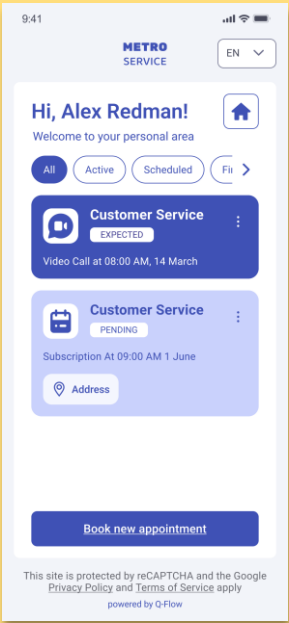 9:41
METRO
SERVICE
EN
Hi, Alex Redman!
Welcome to your personal area
All
Active
Scheduled
Fi
Customer Service
EXPECTED
Video Call at 08:00 AM, 14 March
Customer Service
PENDING
Subscription At 09:00 AM 1 June
Address
Book new appointment
This site is protected by reCAPTCHA and the Google
Privacy Policy and Terms of Service apply
powered by Q-Flow